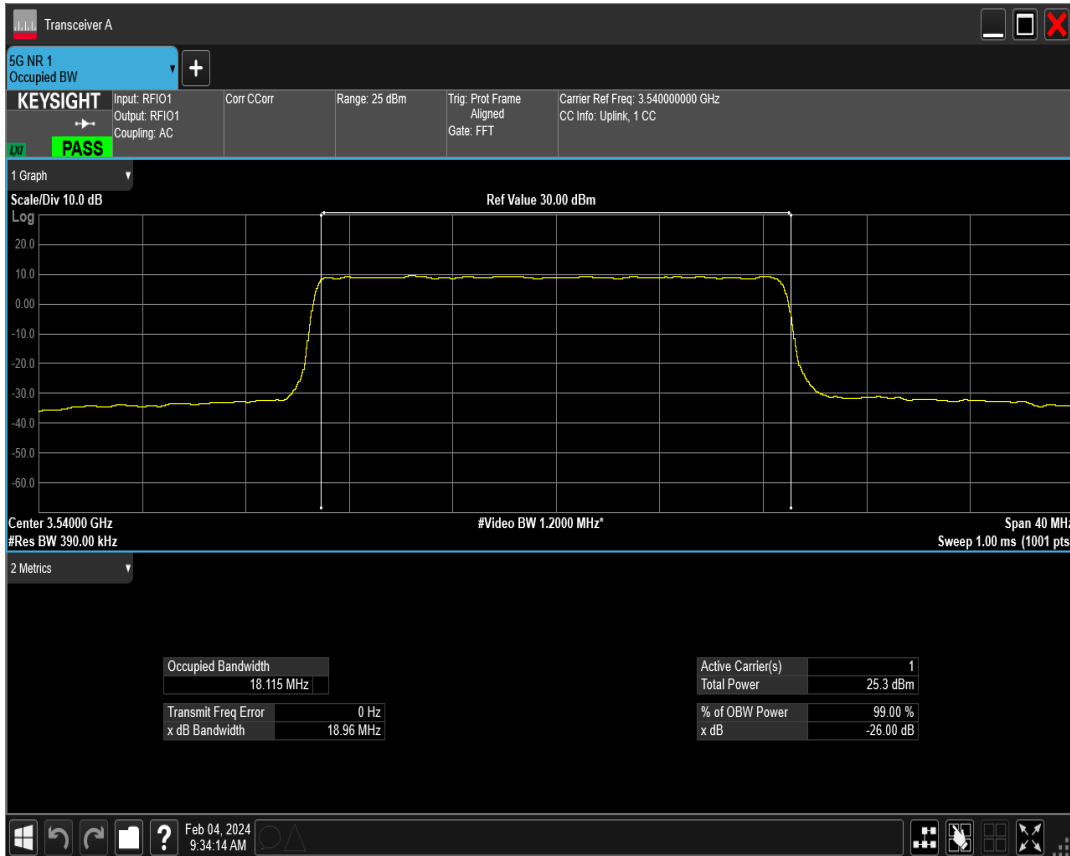 Transceiver A
5G NR 1
Occupied BW
KEYSIGHT
LXI
PASS
Input: RFIO1
Output: RFIO1
Coupling: AC
Corr CCorr
Range: 25 dBm
Trig: Prot Frame
Aligned
Gate: FFT
Carrier Ref Freq: 3.540000000 GHz
CC Info: Uplink, 1 CC
1 Graph
Scale/Div 10.0 dB
Ref Value 30.00 dBm
Log
20.0
10.0
0.00
-10.0
-20.0
-30.0
-40.0
-50.0
-60.0
Center 3.54000 GHz
#Video BW 1.2000 MHz*
Span 40 MHz
#Res BW 390.00 kHz
Sweep 1.00 ms (1001 pts
2 Metrics
Occupied Bandwidth
18.115 MHz
Transmit Freq Error 0 Hz
x dB Bandwidth 18.96 MHz
Active Carrier(s) 1
Total Power 25.3 dBm
% of OBW Power 99.00 %
x dB -26.00 dB
?
Feb 04, 2024
9:34:14 AM